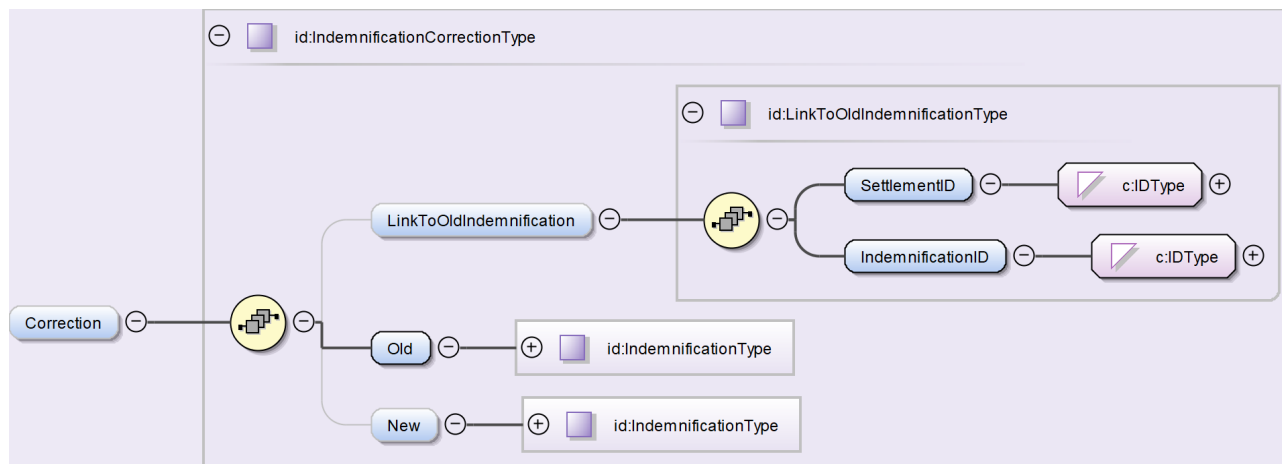 id:IndemnificationCorrectionType
id:LinkToOldIndemnificationType
SettlementID
c:IDType
LinkToOldIndemnification
IndemnificationID
c:IDType
Correction
Old
id:IndemnificationType
New
id:IndemnificationType